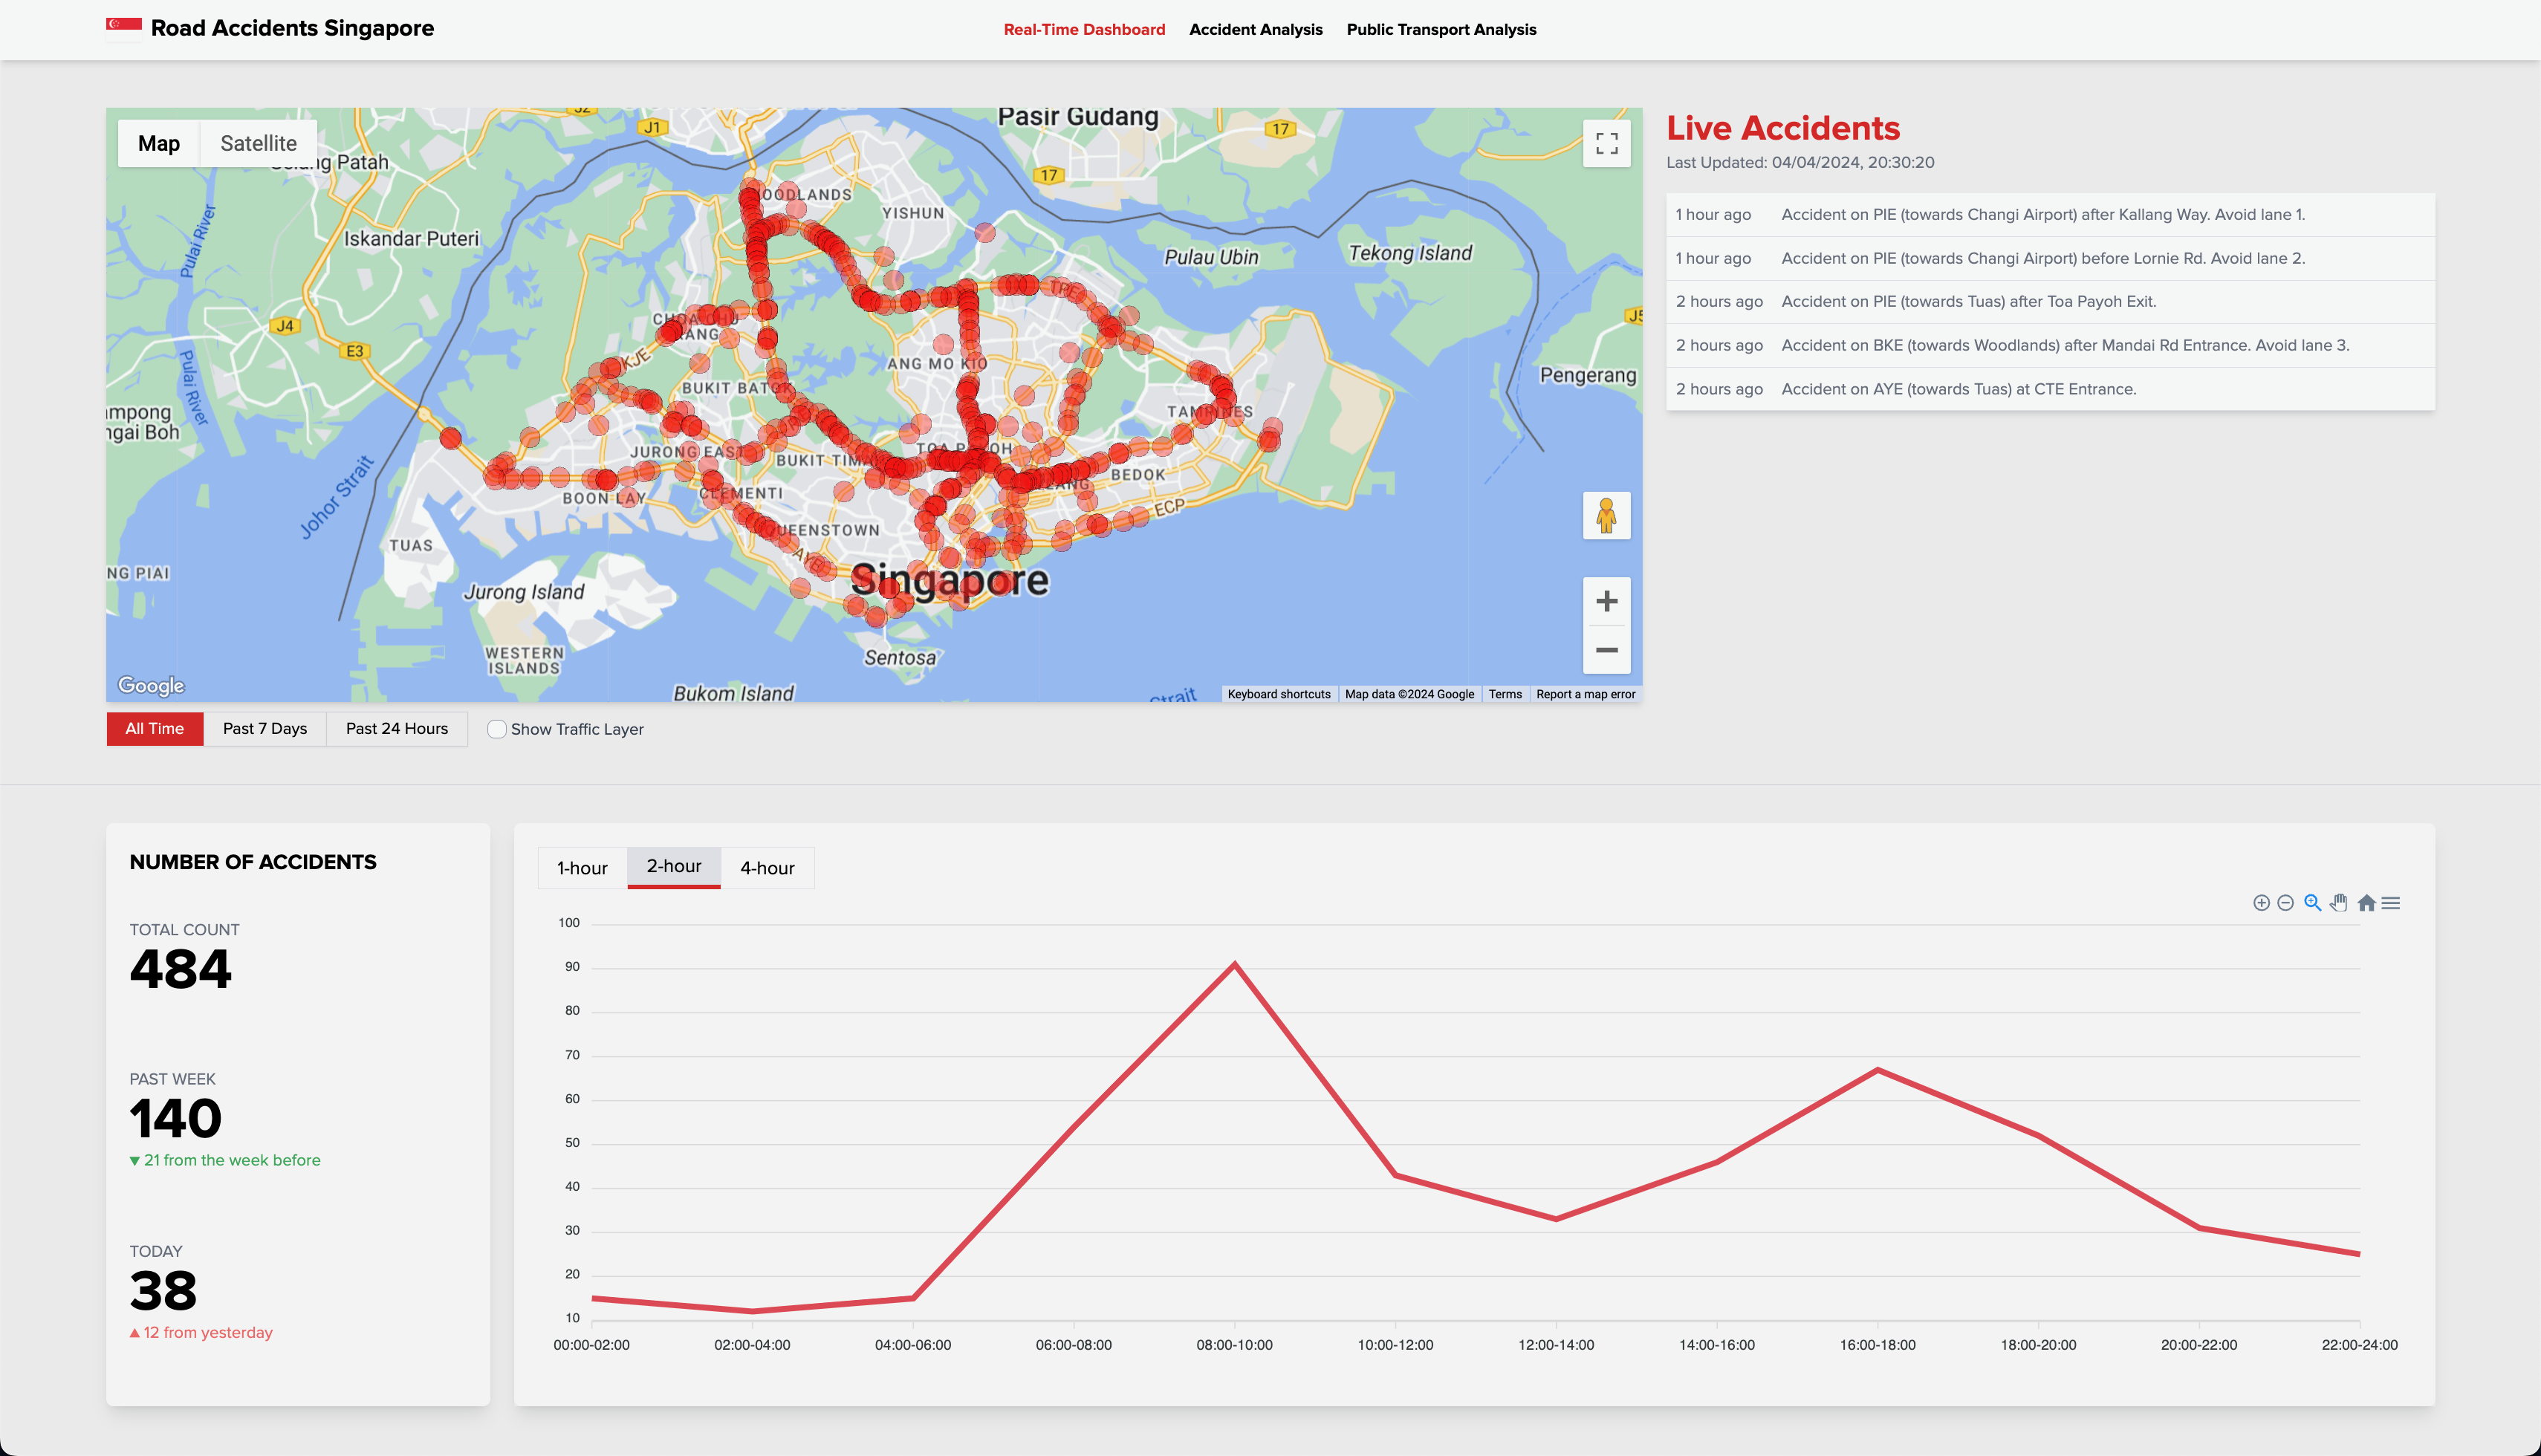 Road Accidents Singapore
Real-Time Dashboard
Accident Analysis
Public Transport Analysis
Map
Satellite
J1
Pasir Gudang
17
17
Patah
WOODLANDS
YISHUN
Pulai River
Iskandar Puteri
Pulau Ubin
Tekong Island
J4
E3
TPE
CHOA CHU
KANG
KJE
ANG MO KIO
Pengerang
Pulai River
BUKIT BATOK
TAMPINES
TOA PAYOH
JURONG EAST
BUKIT TIMAH
BEDOK
Johor Strait
BOON LAY
CLEMENTI
ECP
QUEENSTOWN
TUAS
AYE
Singapore
Jurong Island
WESTERN
ISLANDS
Sentosa
Bukom Island
Strait
Google
Keyboard shortcuts
Map data ©2024 Google
Terms
Report a map error
All Time
Past 7 Days
Past 24 Hours
Show Traffic Layer
Live Accidents
Last Updated: 04/04/2024, 20:30:20
1 hour ago Accident on PIE (towards Changi Airport) after Kallang Way. Avoid lane 1.
1 hour ago Accident on PIE (towards Changi Airport) before Lornie Rd. Avoid lane 2.
2 hours ago Accident on PIE (towards Tuas) after Toa Payoh Exit.
2 hours ago Accident on BKE (towards Woodlands) after Mandai Rd Entrance. Avoid lane 3.
2 hours ago Accident on AYE (towards Tuas) at CTE Entrance.
NUMBER OF ACCIDENTS
TOTAL COUNT
484
PAST WEEK
140
▼ 21 from the week before
TODAY
38
▲ 12 from yesterday
1-hour
2-hour
4-hour
100
90
80
70
60
50
40
30
20
10
00:00-02:00
02:00-04:00
04:00-06:00
06:00-08:00
08:00-10:00
10:00-12:00
12:00-14:00
14:00-16:00
16:00-18:00
18:00-20:00
20:00-22:00
22:00-24:00